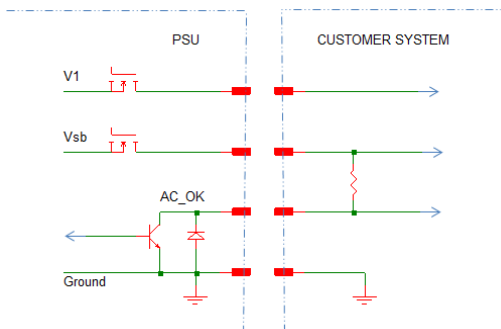 PSU
CUSTOMER SYSTEM
V1
Vsb
AC_OK
Ground